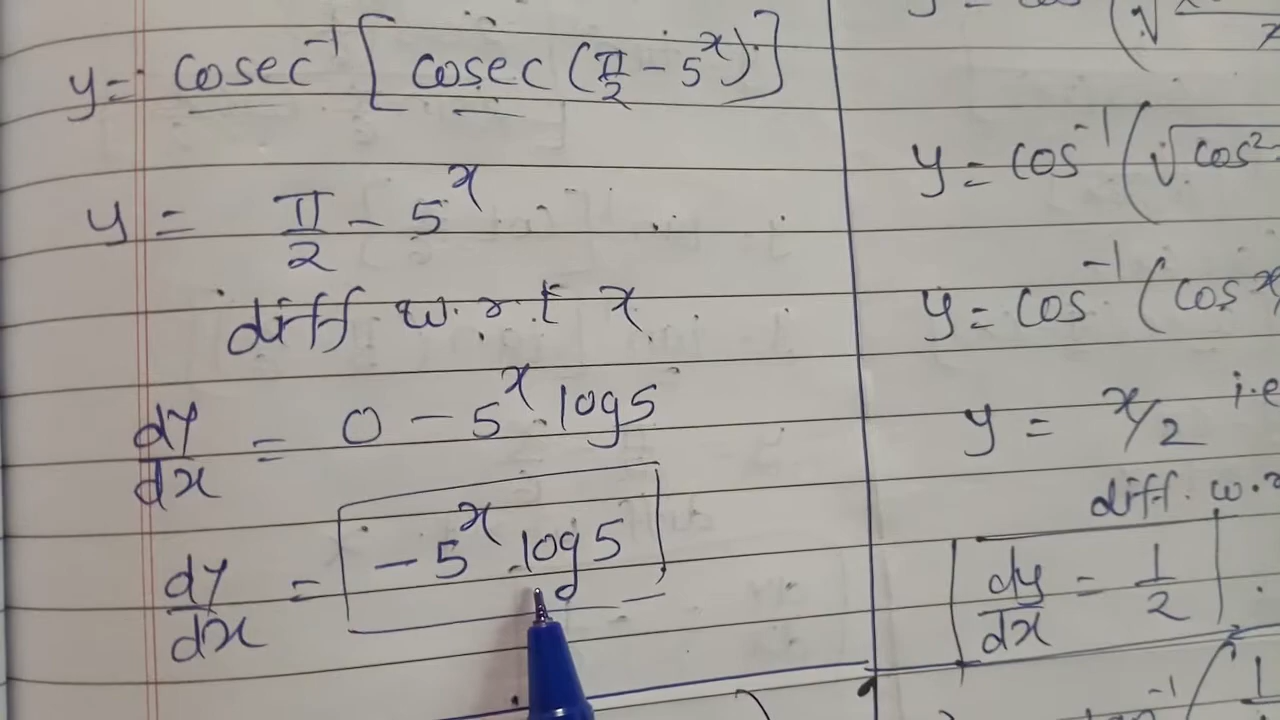 y = cosec⁻¹ [ cosec (π/2 − 5ˣ) ]
y = π/2 − 5ˣ
diff w.r.t x
dy/dx = 0 − 5ˣ . log5
dy/dx = − 5ˣ . log5
y = cos⁻¹ ( √cos²
y = cos⁻¹ (cos x
y = x/2 i.e
diff. w.r
dy/dx = 1/2